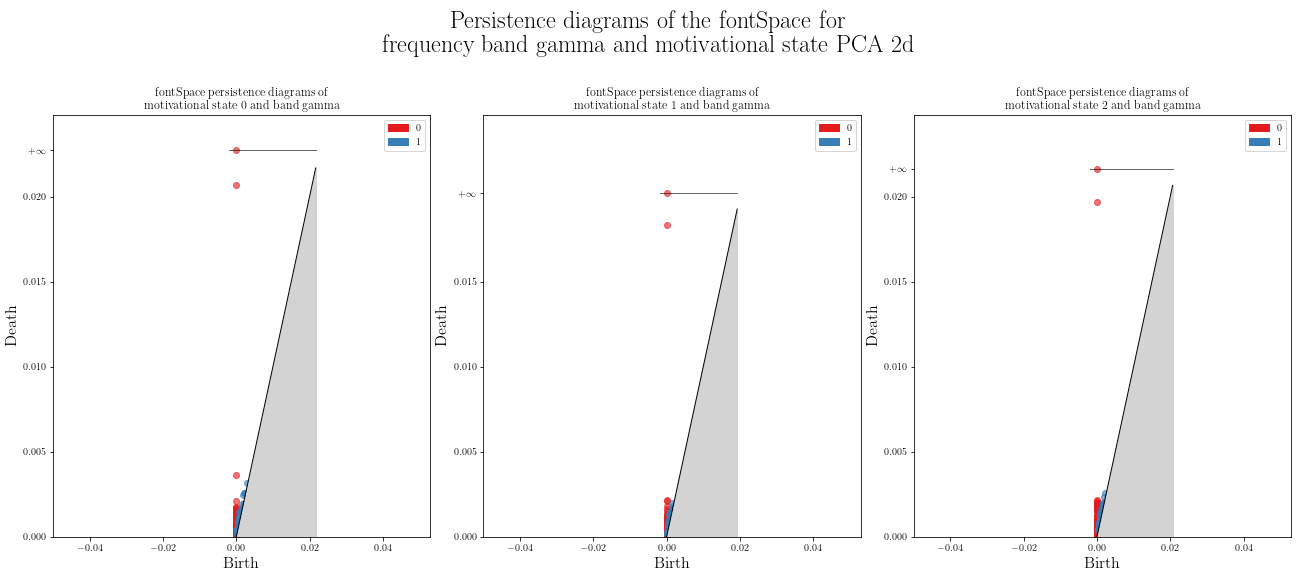 Persistence diagrams of the fontSpace for
frequency band gamma and motivational state PCA 2d
fontSpace persistence diagrams of
motivational state 0 and band gamma
0
1
+∞
0.020
0.015
0.010
0.005
0.000
−0.04
−0.02
0.00
0.02
0.04
Death
Birth
fontSpace persistence diagrams of
motivational state 1 and band gamma
0
1
+∞
0.015
0.010
0.005
0.000
−0.04
−0.02
0.00
0.02
0.04
Death
Birth
fontSpace persistence diagrams of
motivational state 2 and band gamma
0
1
+∞
0.020
0.015
0.010
0.005
0.000
−0.04
−0.02
0.00
0.02
0.04
Death
Birth